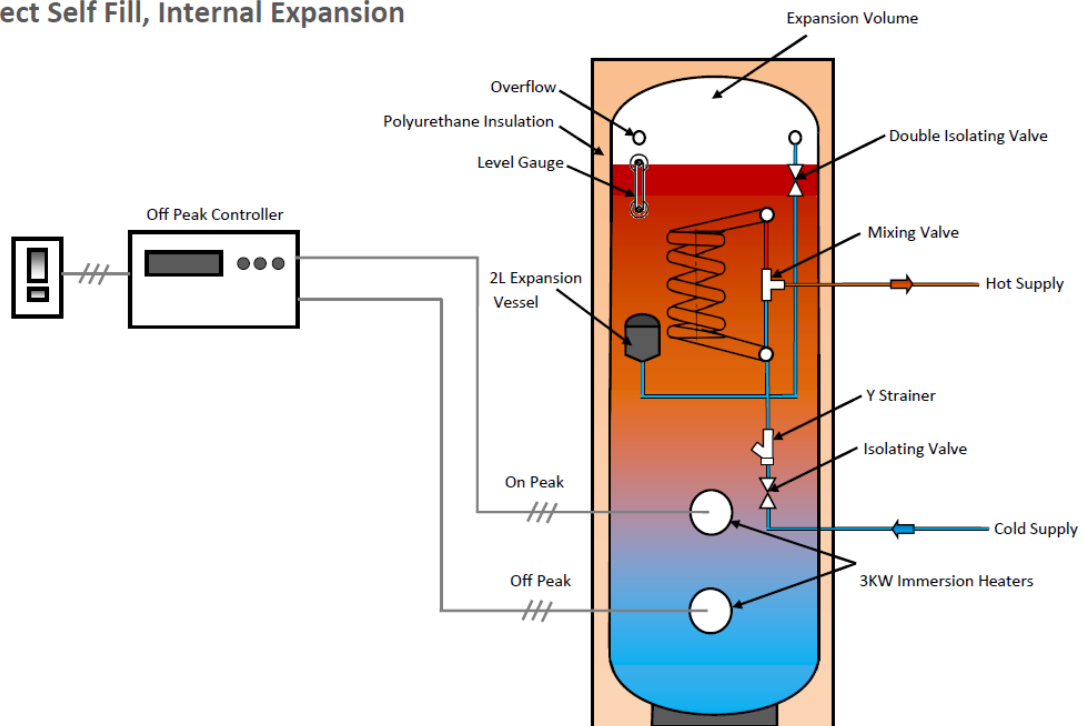 ect Self Fill, Internal Expansion
Expansion Volume
Overflow
Polyurethane Insulation
Level Gauge
Double Isolating Valve
Off Peak Controller
Mixing Valve
2L Expansion
Vessel
Hot Supply
Y Strainer
Isolating Valve
On Peak
Cold Supply
Off Peak
3KW Immersion Heaters